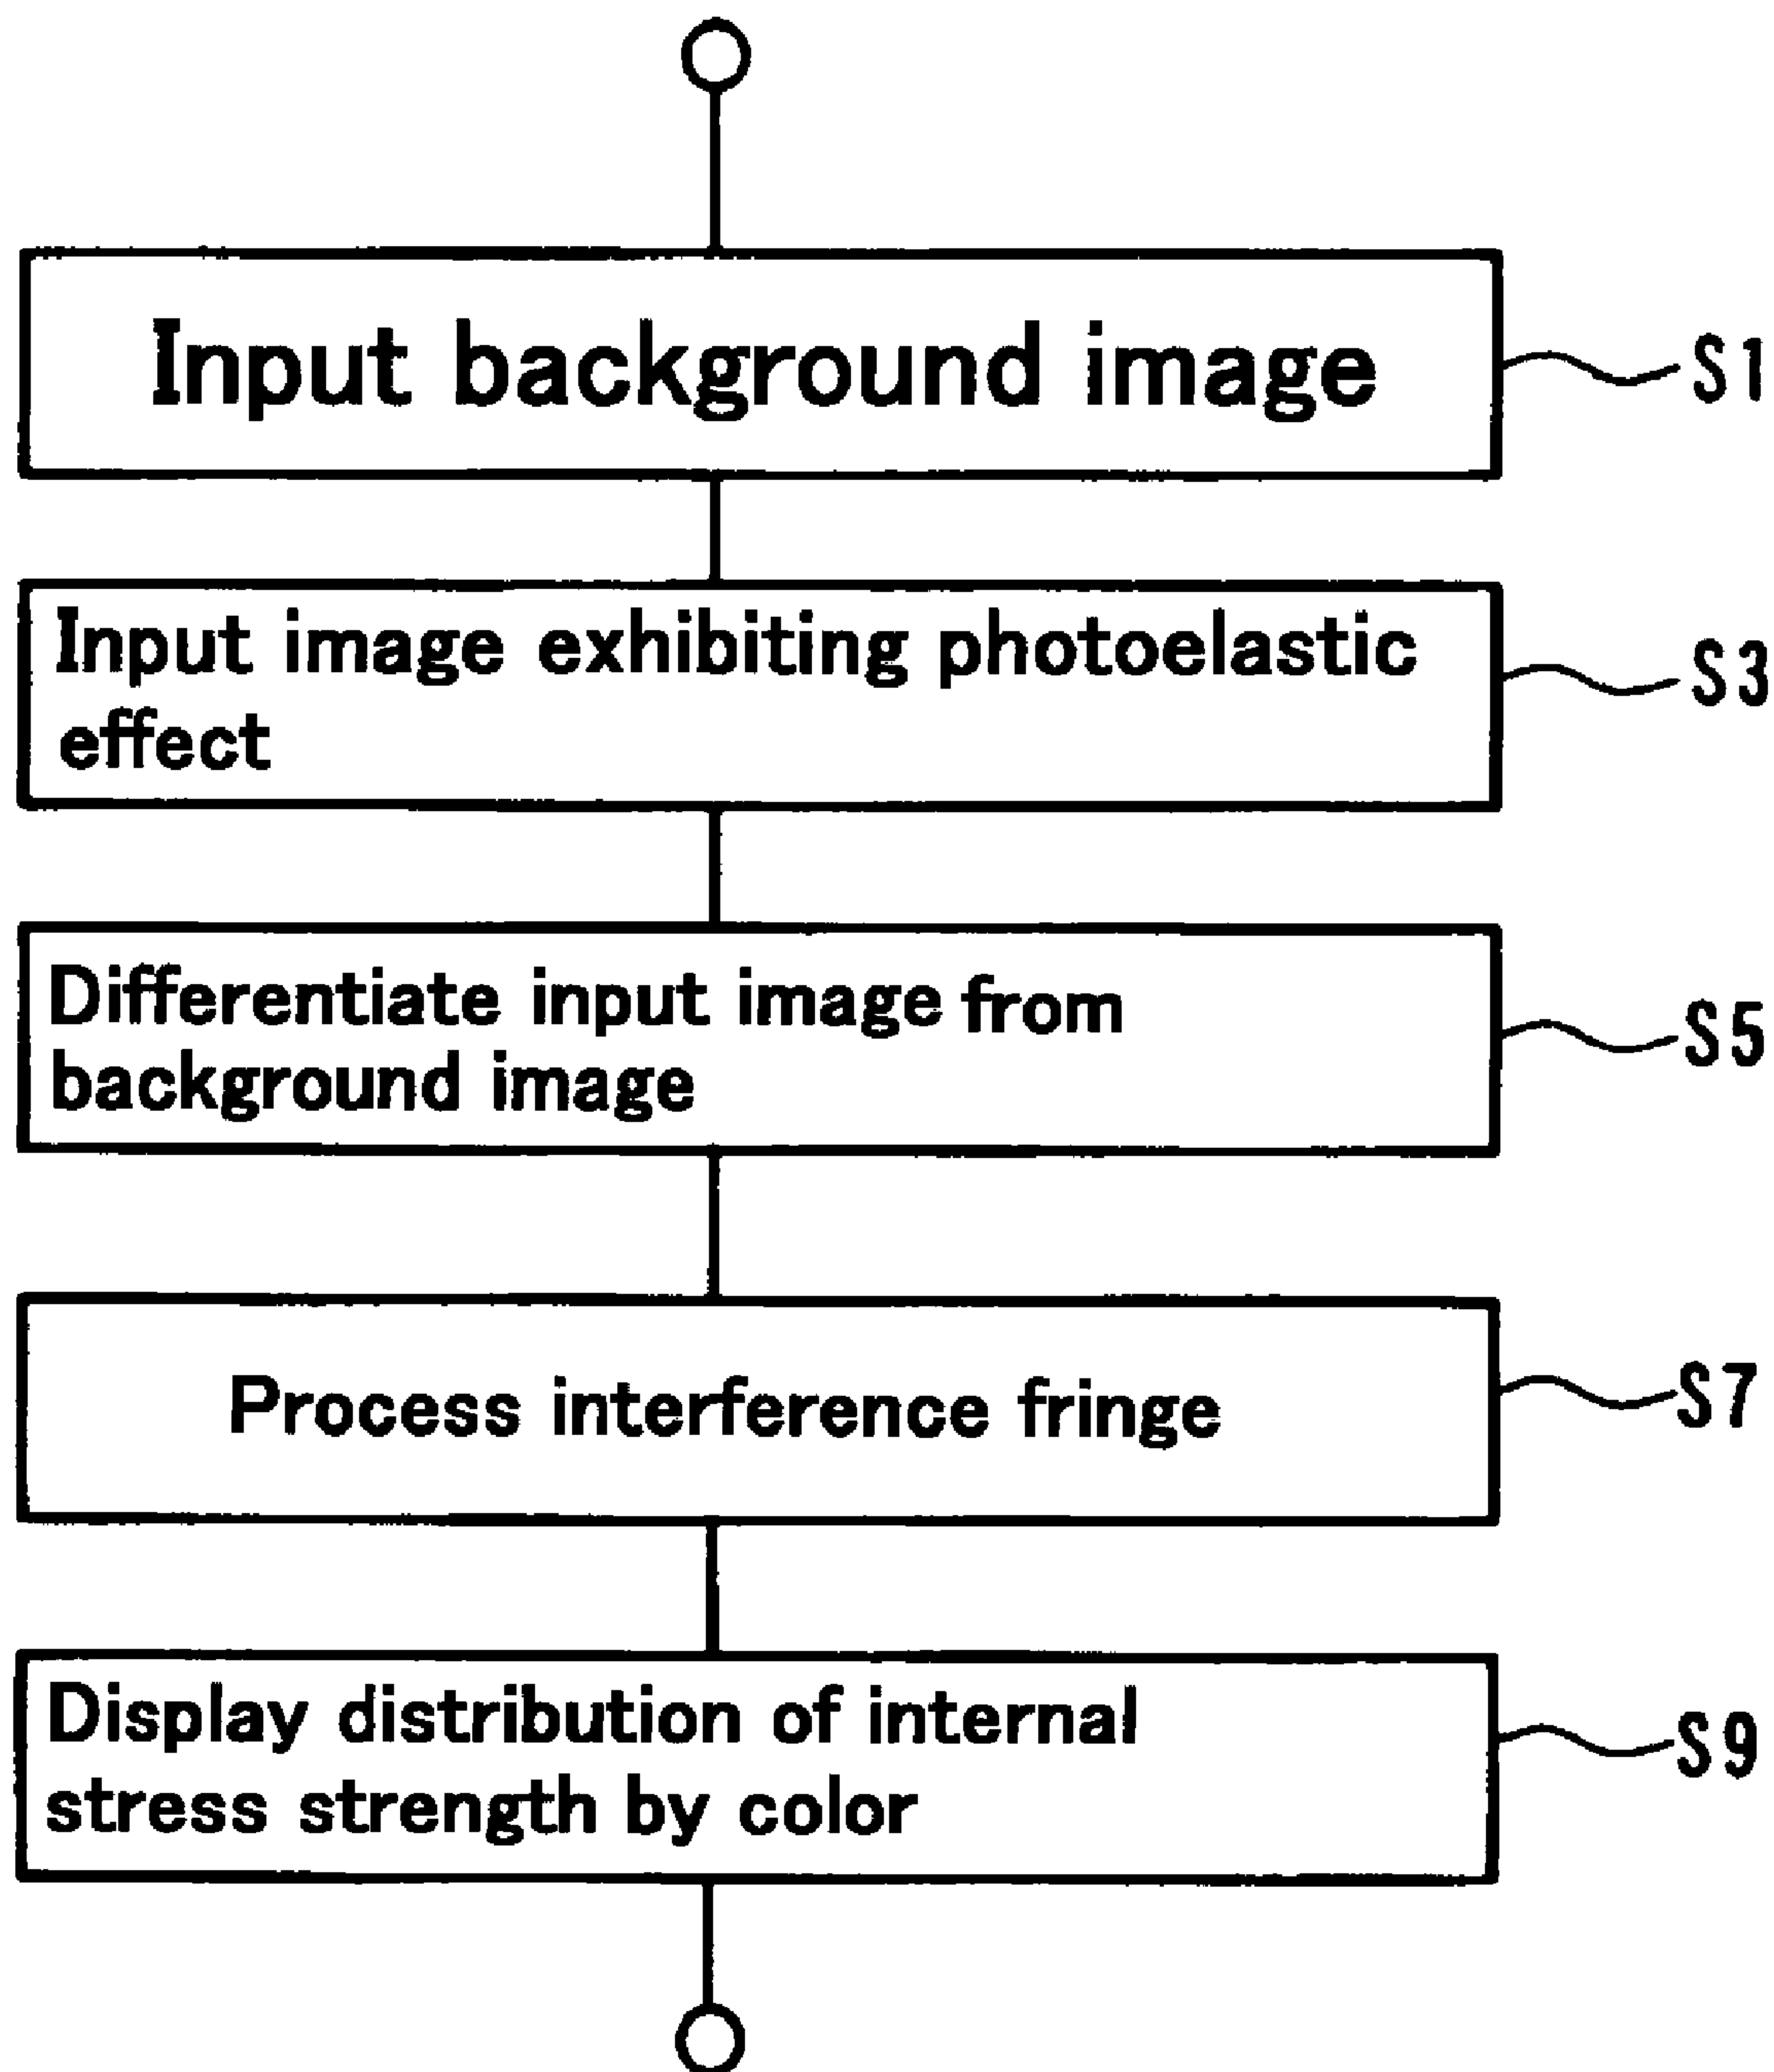 Input background image
S1
Input image exhibiting photoelastic
effect
S3
Differentiate input image from
background image
S5
Process interference fringe
S7
Display distribution of internal
stress strength by color
S9